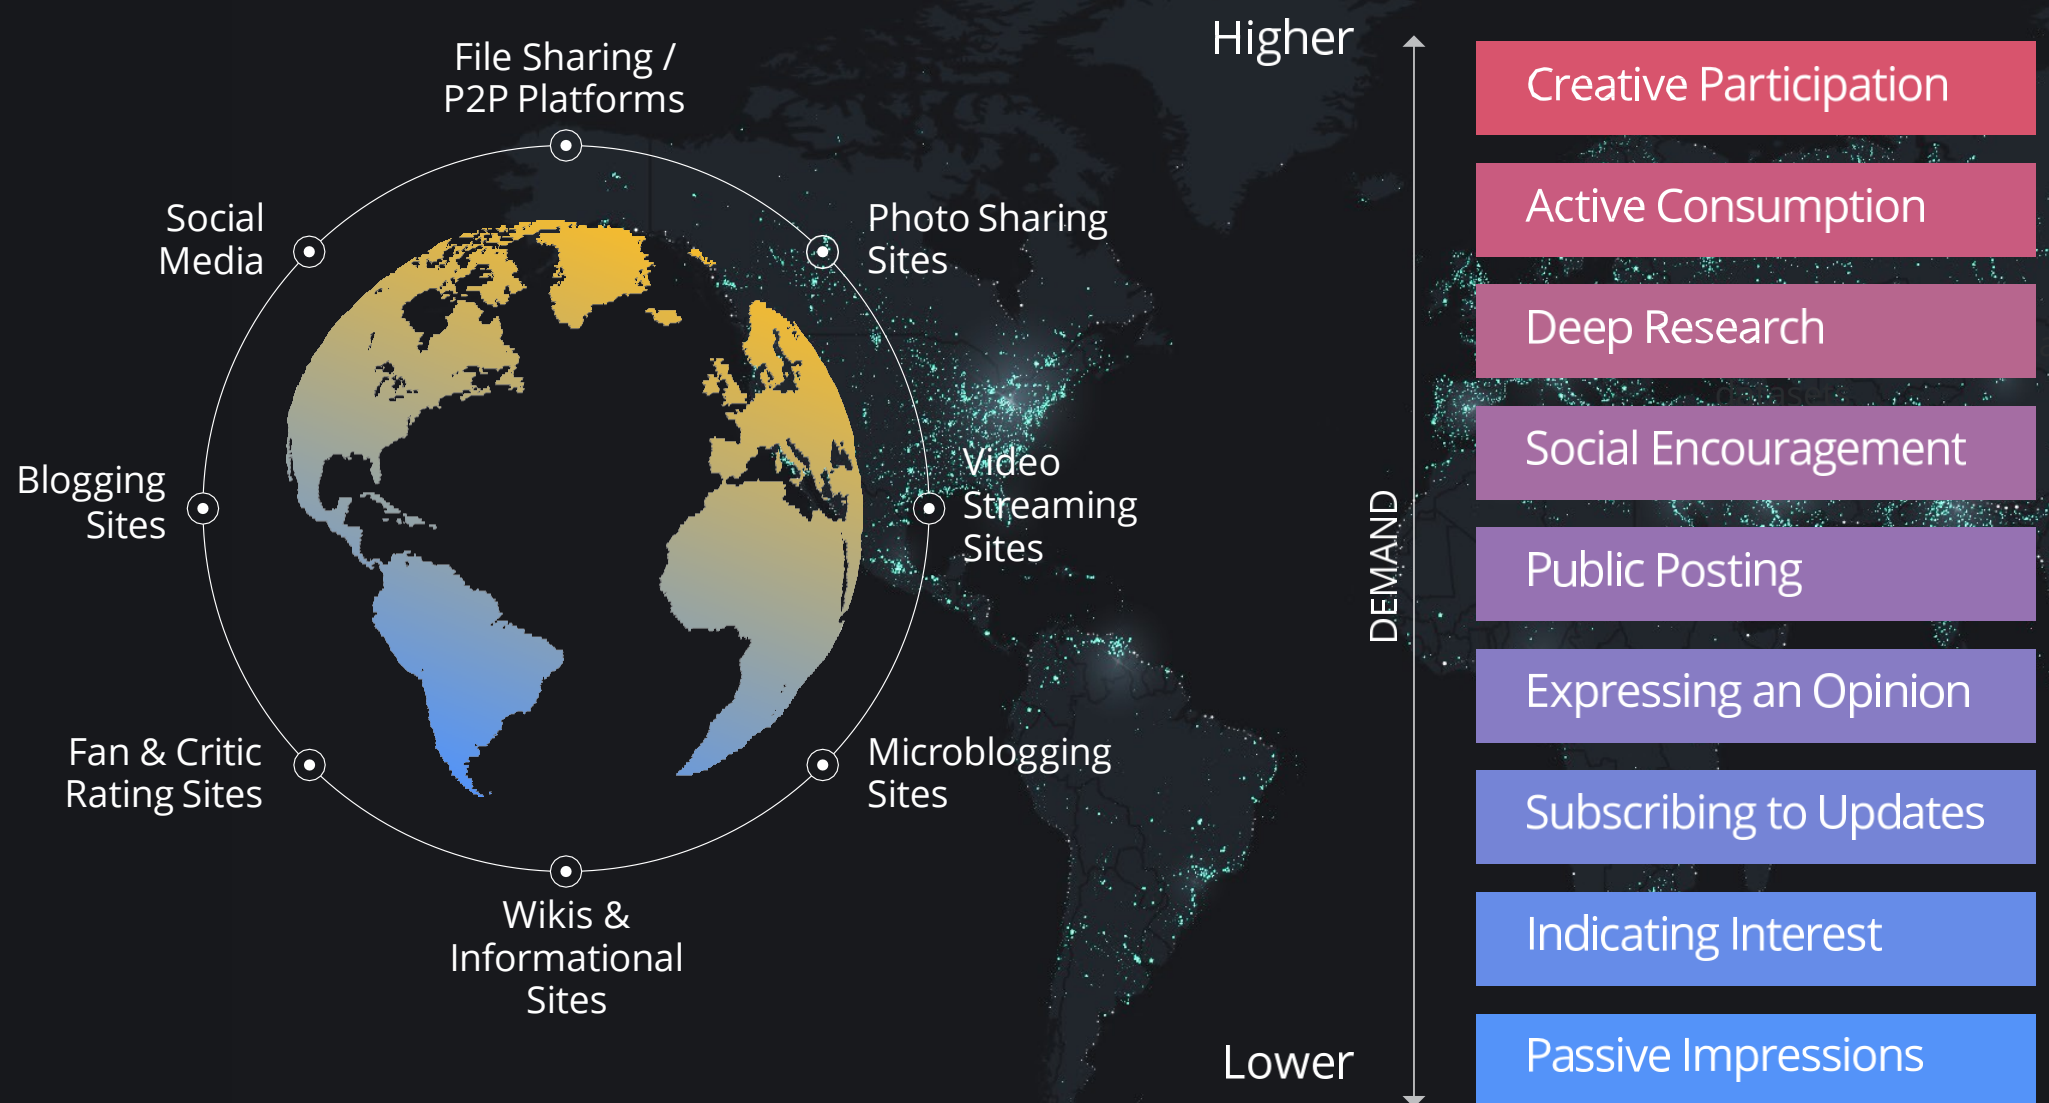 File Sharing /
P2P Platforms
Social
Media
Photo Sharing
Sites
Blogging
Sites
Video
Streaming
Sites
Fan & Critic
Rating Sites
Microblogging
Sites
Wikis &
Informational
Sites
Higher
DEMAND
Lower
Creative Participation
Active Consumption
Deep Research
dataset
Social Encouragement
Public Posting
Expressing an Opinion
Subscribing to Updates
Indicating Interest
Passive Impressions